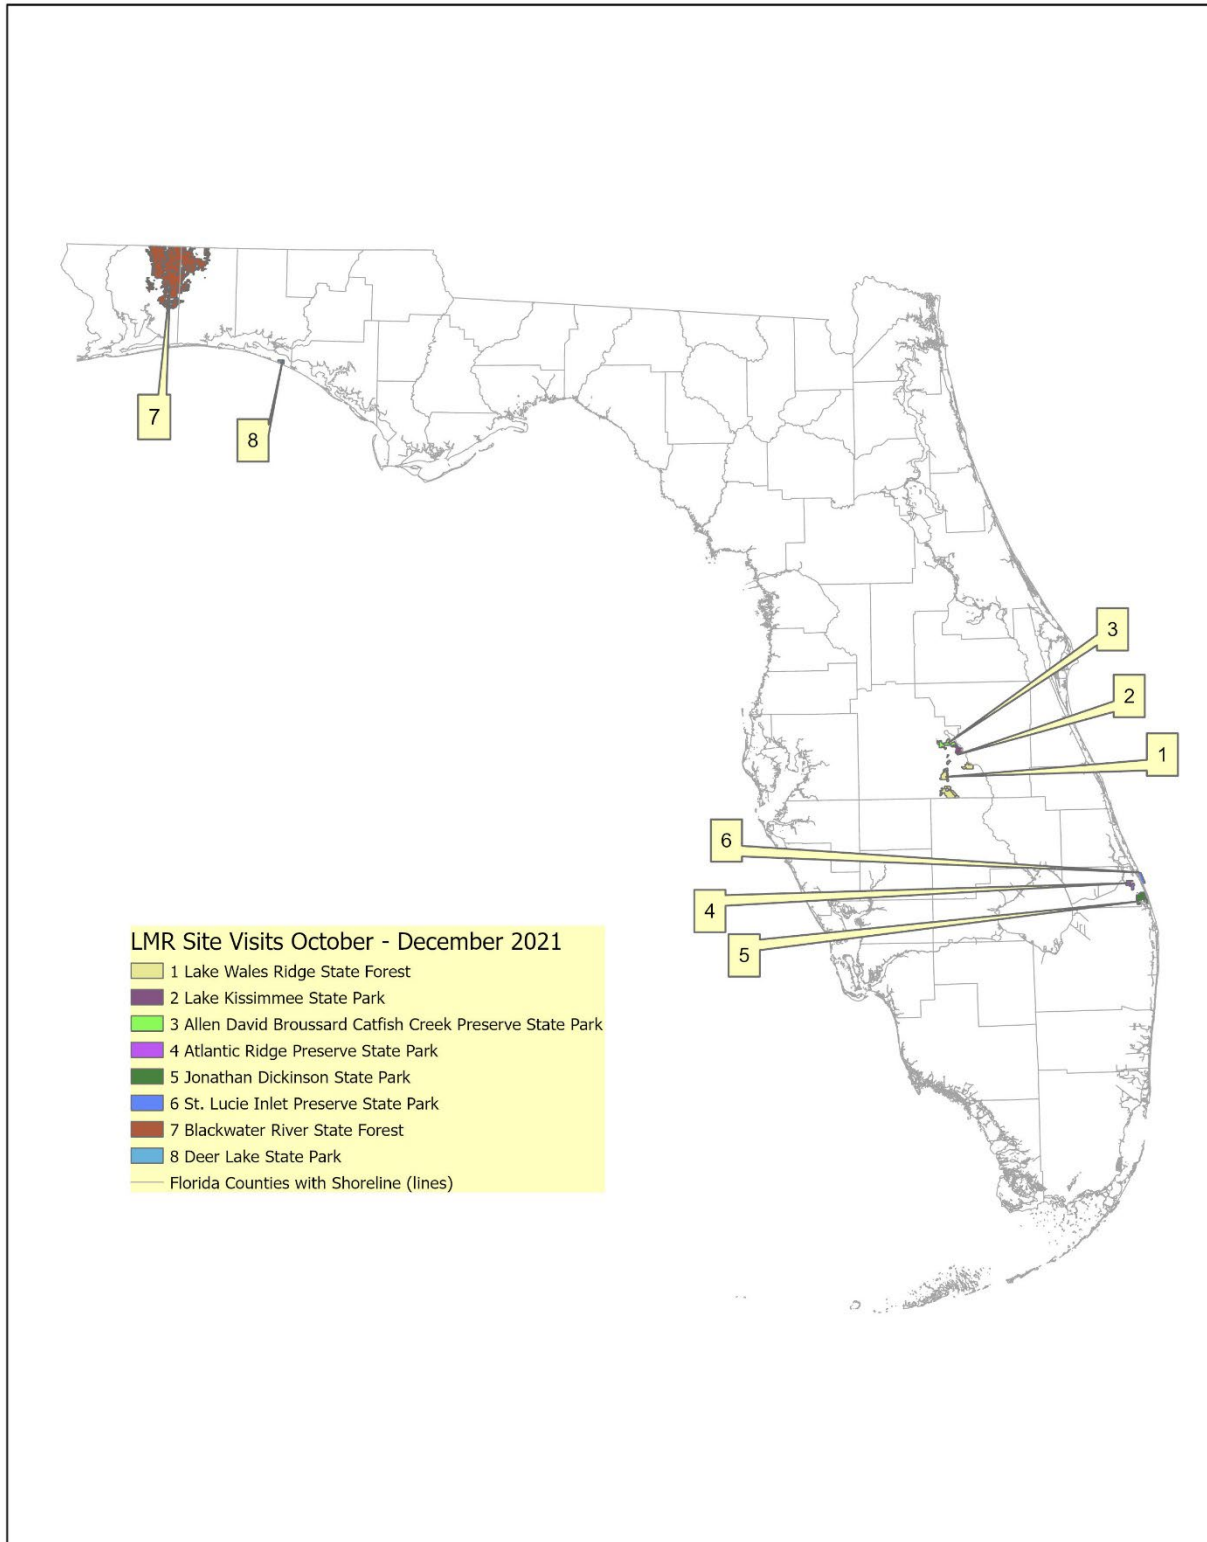 7
8
3
2
1
6
4
5
LMR Site Visits October - December 2021
1 Lake Wales Ridge State Forest
2 Lake Kissimmee State Park
3 Allen David Broussard Catfish Creek Preserve State Park
4 Atlantic Ridge Preserve State Park
5 Jonathan Dickinson State Park
6 St. Lucie Inlet Preserve State Park
7 Blackwater River State Forest
8 Deer Lake State Park
Florida Counties with Shoreline (lines)